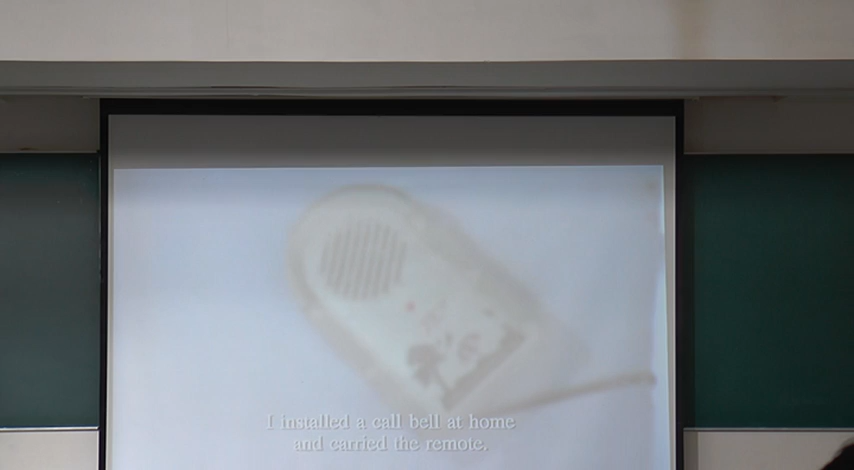 I installed a call bell at home
and carried the remote.